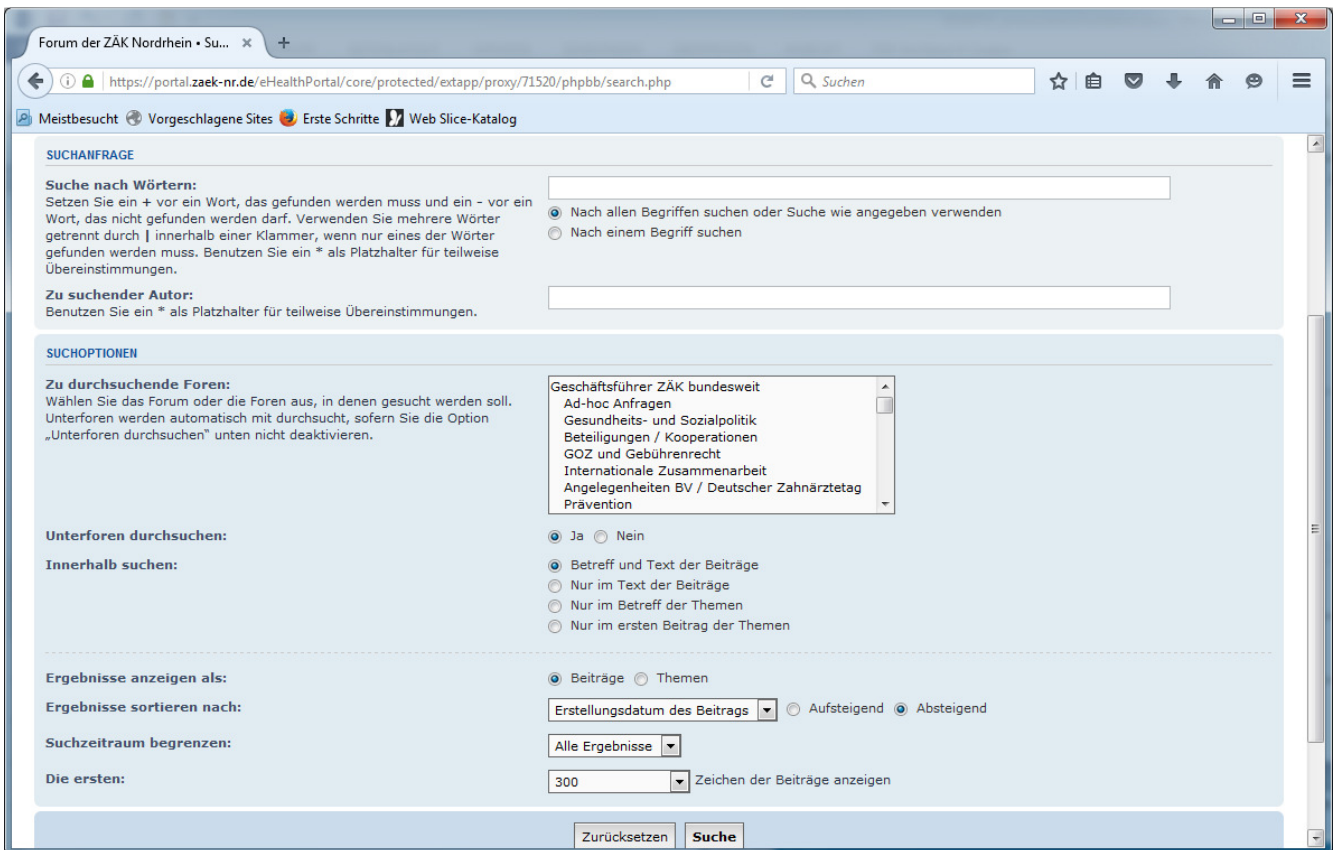 Forum der ZÄK Nordrhein • Su...
https://portal.zaek-nr.de/eHealthPortal/core/protected/extapp/proxy/71520/phpbb/search.php
Suchen
Meistbesucht Vorgeschlagene Sites Erste Schritte Web Slice-Katalog
SUCHANFRAGE
Suche nach Wörtern:
Setzen Sie ein + vor ein Wort, das gefunden werden muss und ein - vor ein
Wort, das nicht gefunden werden darf. Verwenden Sie mehrere Wörter
getrennt durch | innerhalb einer Klammer, wenn nur eines der Wörter
gefunden werden muss. Benutzen Sie ein * als Platzhalter für teilweise
Übereinstimmungen.
Nach allen Begriffen suchen oder Suche wie angegeben verwenden
Nach einem Begriff suchen
Zu suchender Autor:
Benutzen Sie ein * als Platzhalter für teilweise Übereinstimmungen.
SUCHOPTIONEN
Zu durchsuchende Foren:
Wählen Sie das Forum oder die Foren aus, in denen gesucht werden soll.
Unterforen werden automatisch mit durchsucht, sofern Sie die Option
„Unterforen durchsuchen“ unten nicht deaktivieren.
Geschäftsführer ZÄK bundesweit
Ad-hoc Anfragen
Gesundheits- und Sozialpolitik
Beteiligungen / Kooperationen
GOZ und Gebührenrecht
Internationale Zusammenarbeit
Angelegenheiten BV / Deutscher Zahnärztetag
Prävention
Unterforen durchsuchen:
Ja Nein
Innerhalb suchen:
Betreff und Text der Beiträge
Nur im Text der Beiträge
Nur im Betreff der Themen
Nur im ersten Beitrag der Themen
Ergebnisse anzeigen als:
Beiträge Themen
Ergebnisse sortieren nach:
Erstellungsdatum des Beitrags Aufsteigend Absteigend
Suchzeitraum begrenzen:
Alle Ergebnisse
Die ersten:
300 Zeichen der Beiträge anzeigen
Zurücksetzen Suche